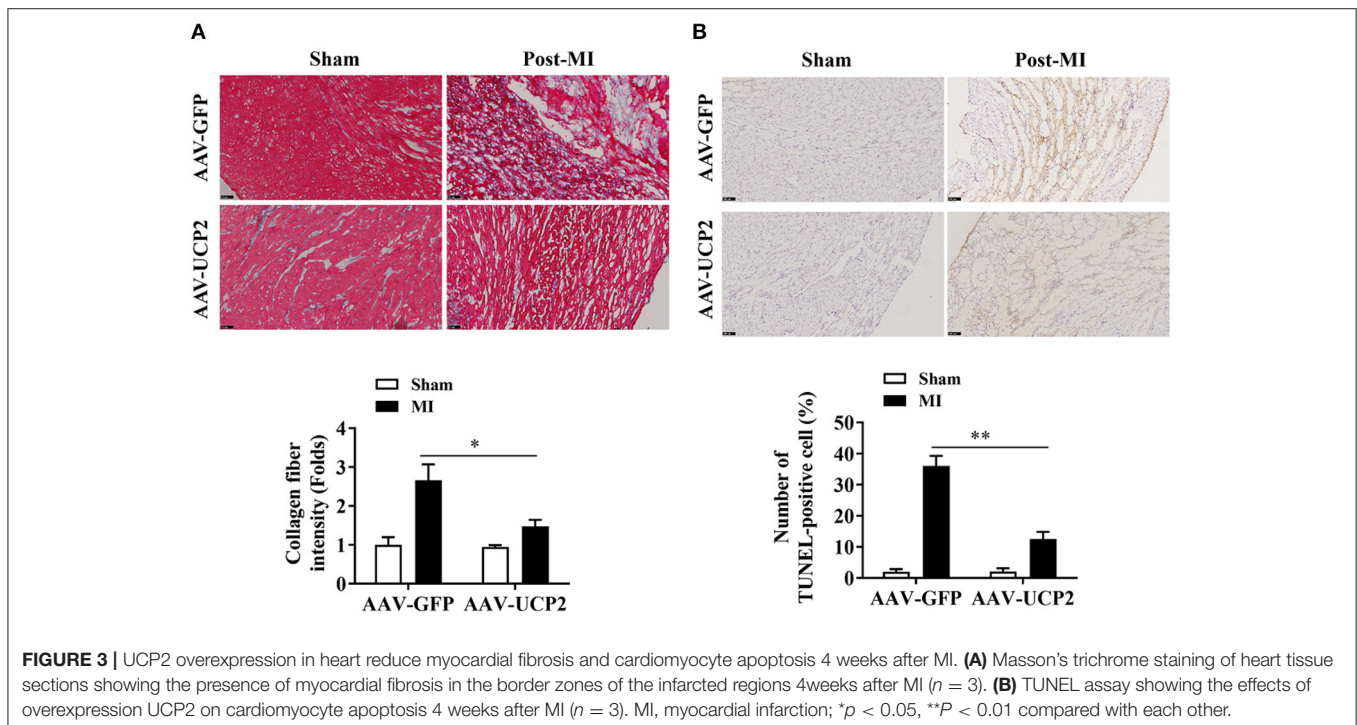 A
Sham Post-MI
AAV-GFP
AAV-UCP2
Sham
MI
Collagen fiber
intensity (Folds)
4
3
2
1
0
*
AAV-GFP AAV-UCP2
B
Sham Post-MI
AAV-GFP
AAV-UCP2
Sham
MI
Number of
TUNEL-positive cell (%)
50
40
30
20
10
0
**
AAV-GFP AAV-UCP2
FIGURE 3 | UCP2 overexpression in heart reduce myocardial fibrosis and cardiomyocyte apoptosis 4 weeks after MI. (A) Masson's trichrome staining of heart tissue
sections showing the presence of myocardial fibrosis in the border zones of the infarcted regions 4weeks after MI (n = 3). (B) TUNEL assay showing the effects of
overexpression UCP2 on cardiomyocyte apoptosis 4 weeks after MI (n = 3). MI, myocardial infarction; *p < 0.05, **P < 0.01 compared with each other.